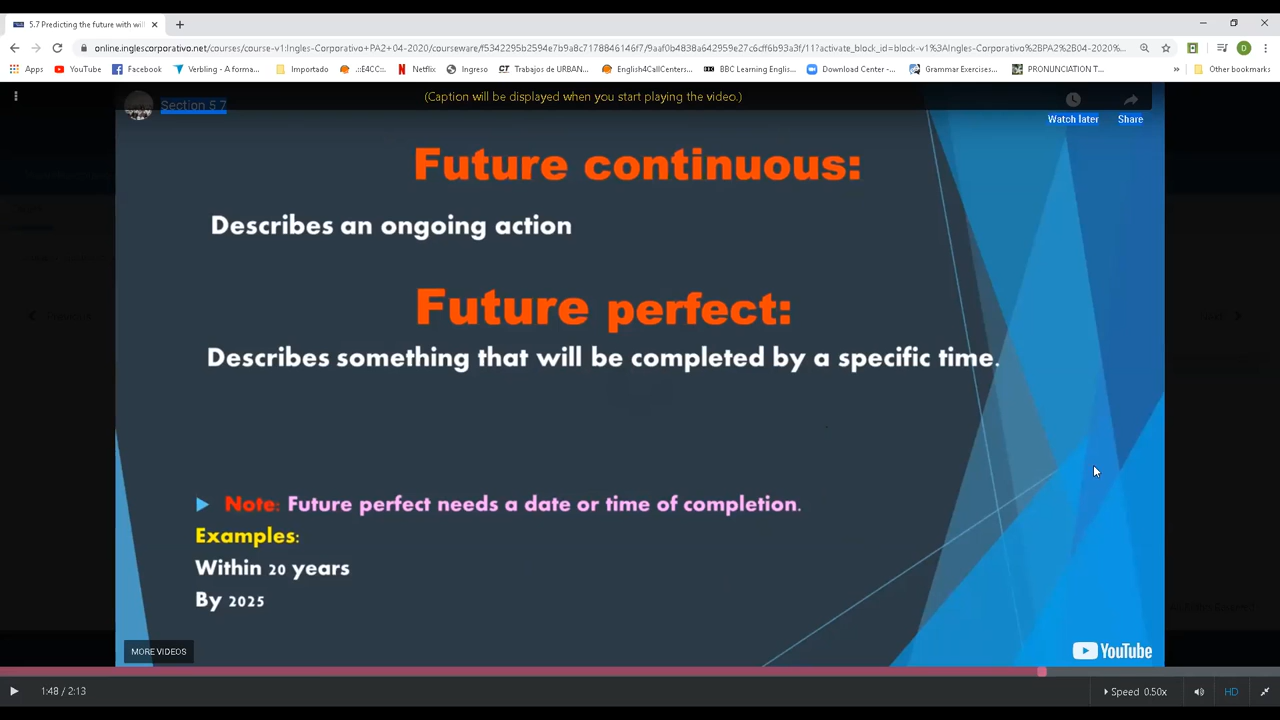 5.7 Predicting the future with wil
online.inglescorporativo.net/courses/course-v1:Ingles-Corporativo+PA2+04-2020/courseware/f5342295b2594e7b9a8c7178846146f7/9aaf0b4838a642959e27c6cff6b93a3f/11?activate_block_id=block-v1%3AIngles-Corporativo%2BPA2%2B04-2020%...
Apps YouTube Facebook Verbling - A forma... Importado .::E4CC::. Netflix Ingreso Trabajos de URBAN... English4CallCenters... BBC Learning Englis... Download Center -... Grammar Exercises... PRONUNCIATION T... » Other bookmarks
(Caption will be displayed when you start playing the video.)
Section 5 7
Watch later Share
Future continuous:
Describes an ongoing action
Future perfect:
Describes something that will be completed by a specific time.
Note: Future perfect needs a date or time of completion.
Examples:
Within 20 years
By 2025
MORE VIDEOS
YouTube
1:48 / 2:13
Speed 0.50x
HD